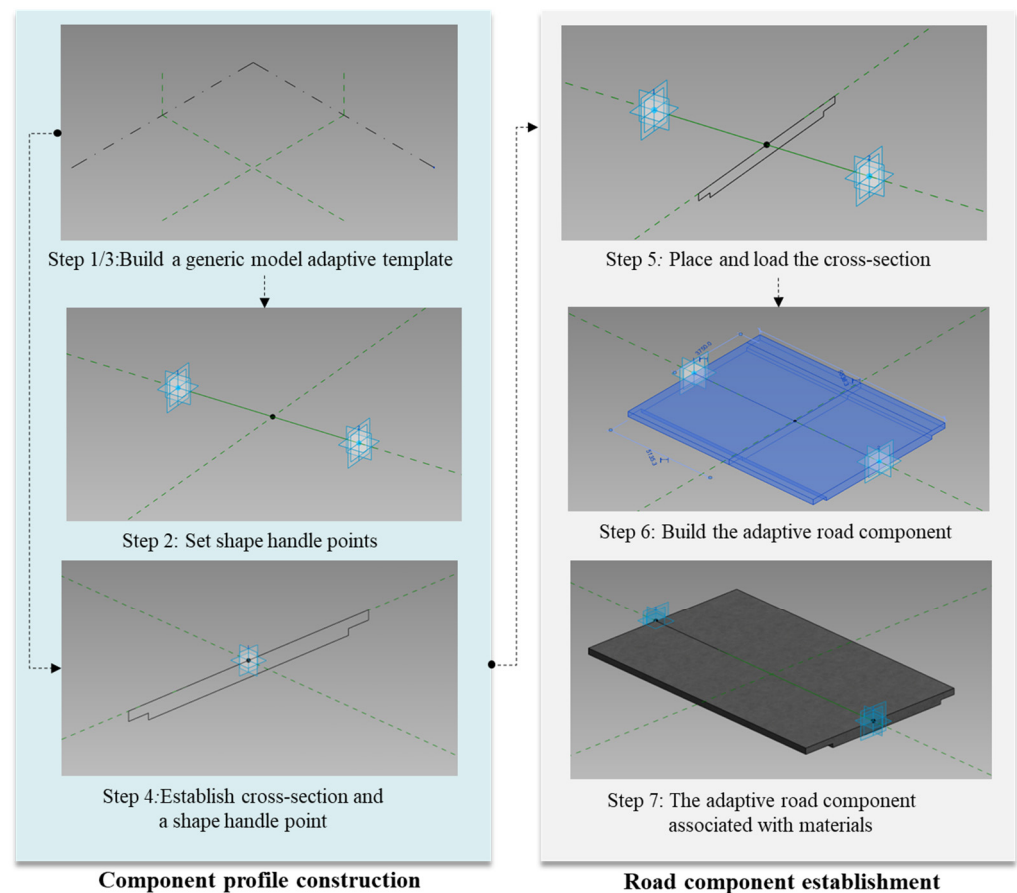 Step 1/3:Build a generic model adaptive template
Step 2: Set shape handle points
Step 4:Establish cross-section and
a shape handle point
Component profile construction
Step 5: Place and load the cross-section
Step 6: Build the adaptive road component
Step 7: The adaptive road component
associated with materials
Road component establishment